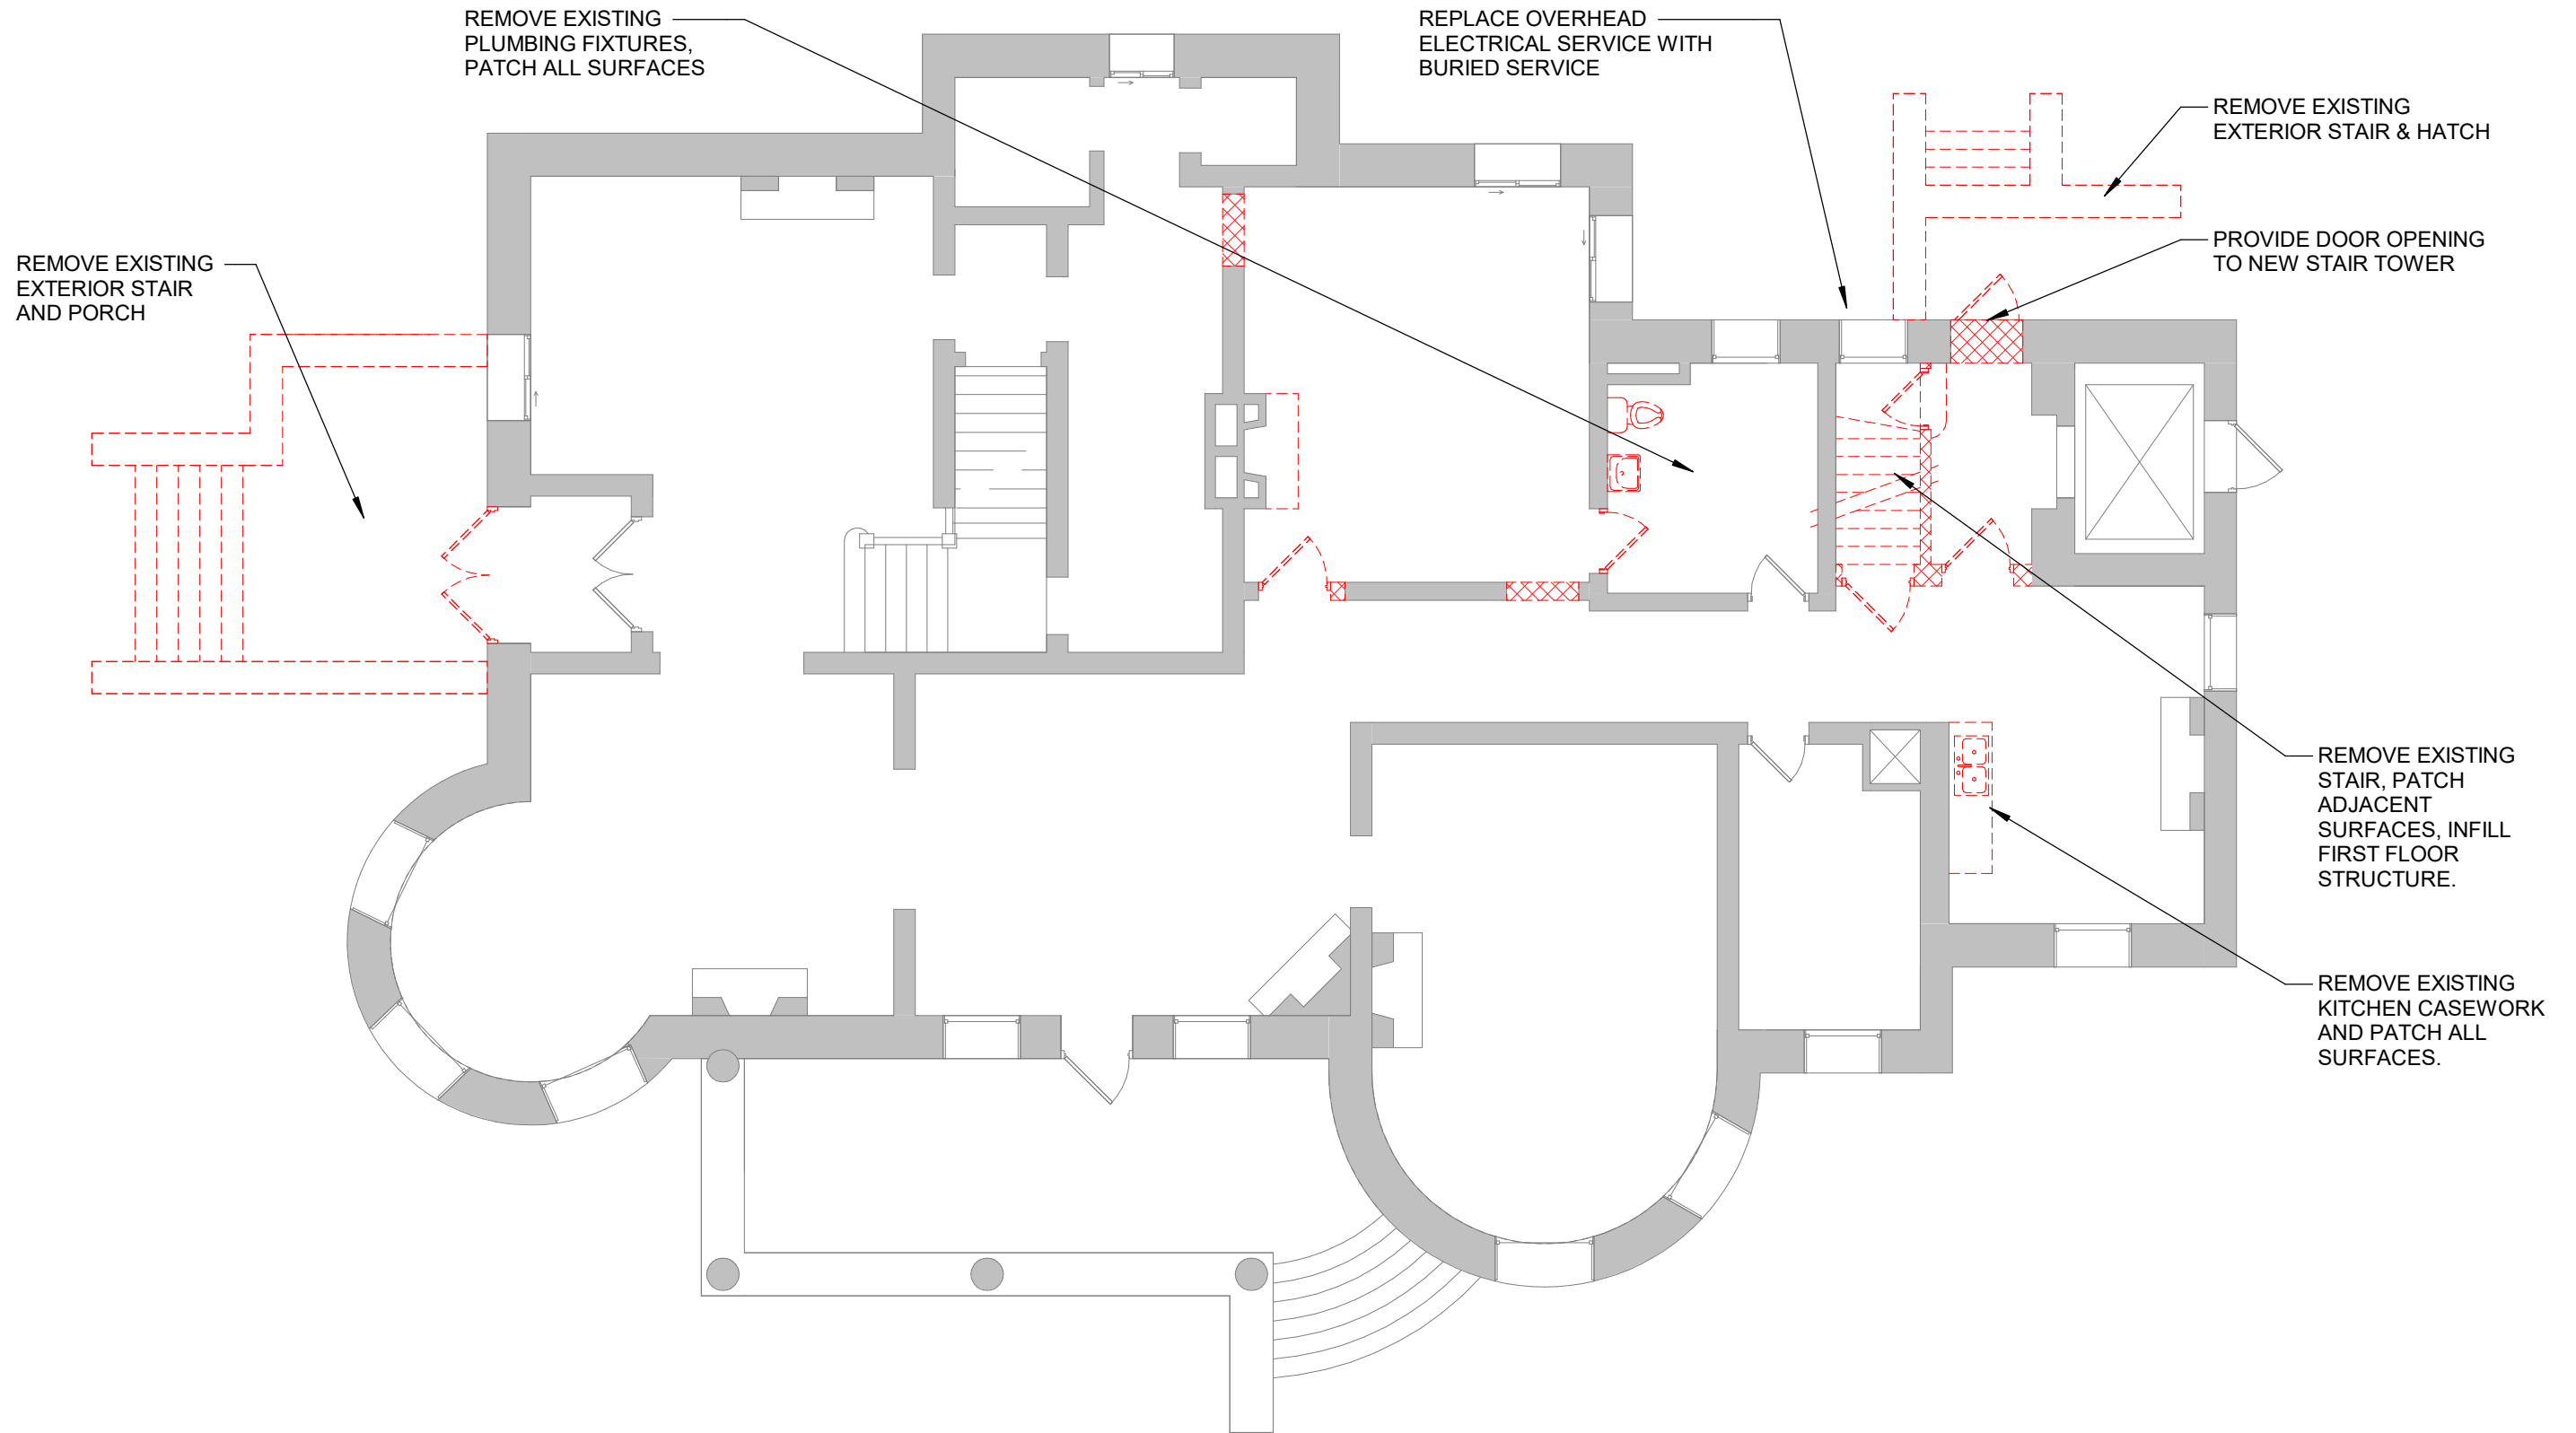 REMOVE EXISTING
PLUMBING FIXTURES,
PATCH ALL SURFACES
REPLACE OVERHEAD
ELECTRICAL SERVICE WITH
BURIED SERVICE
REMOVE EXISTING
EXTERIOR STAIR & HATCH
PROVIDE DOOR OPENING
TO NEW STAIR TOWER
REMOVE EXISTING
EXTERIOR STAIR
AND PORCH
REMOVE EXISTING
STAIR, PATCH
ADJACENT
SURFACES, INFILL
FIRST FLOOR
STRUCTURE.
REMOVE EXISTING
KITCHEN CASEWORK
AND PATCH ALL
SURFACES.